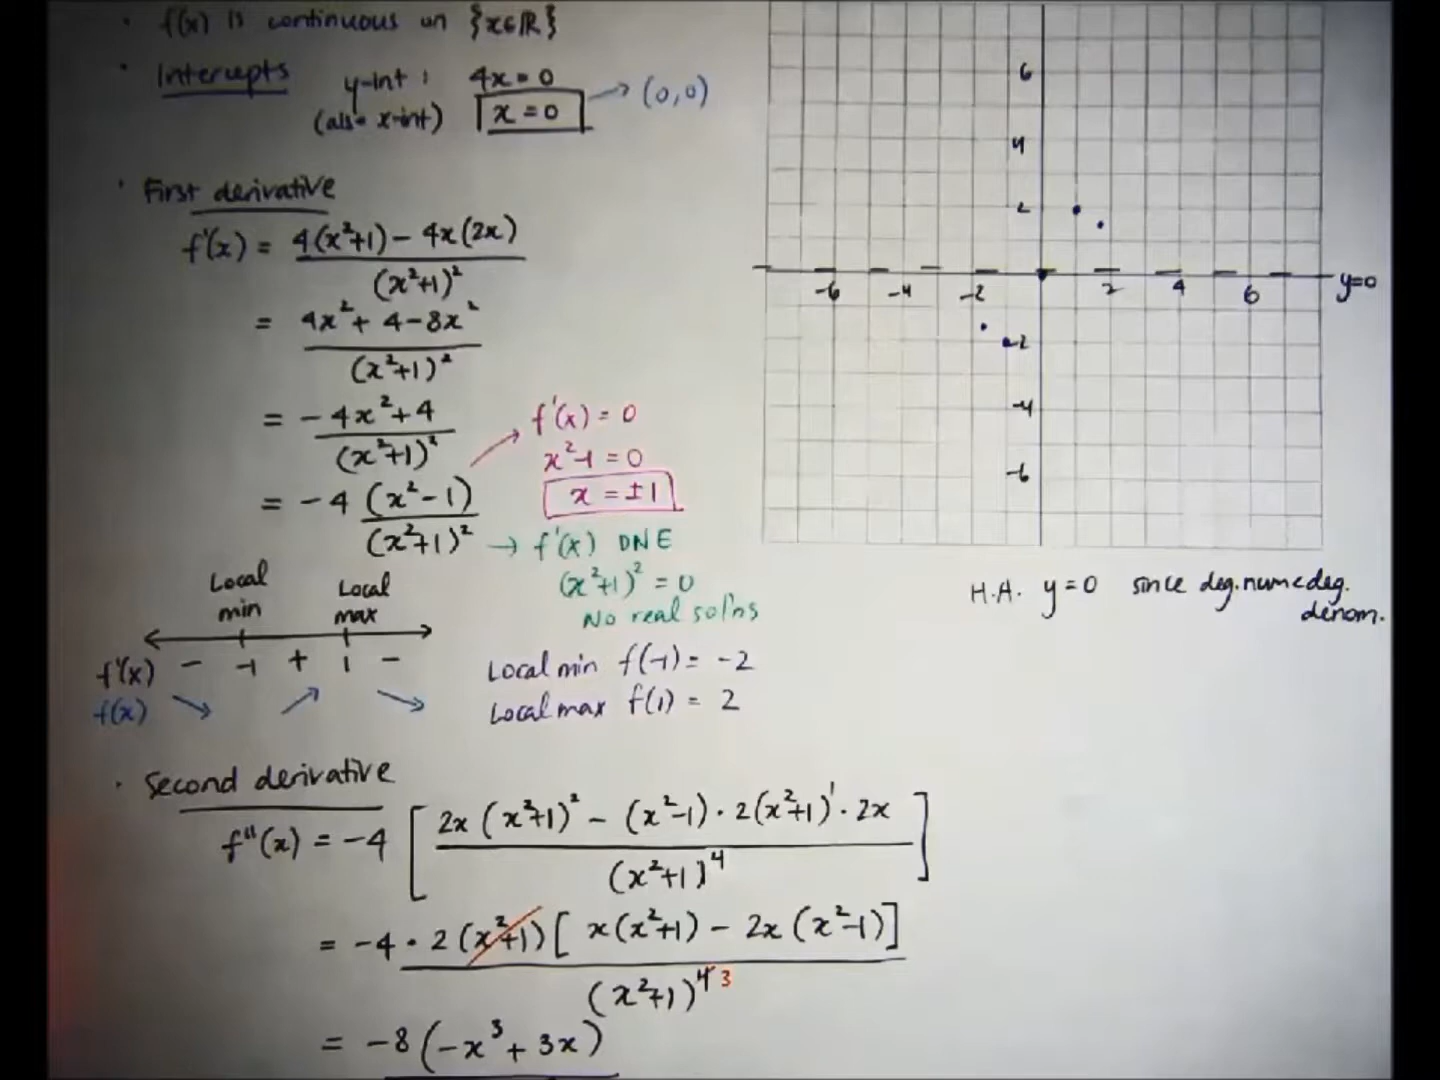 · f(x) is continuous on {x∈ℝ}
· Intercepts y-int: 4x = 0
(also x-int) x = 0 → (0,0)
· First derivative
f'(x) = 4(x²+1) - 4x(2x)
(x²+1)²
= 4x² + 4 - 8x²
(x²+1)²
= -4x² + 4
(x²+1)²
= -4 (x² - 1)
(x²+1)²
→ f'(x) = 0
x² - 1 = 0
x = ±1
→ f'(x) DNE
(x²+1)² = 0
No real sol'ns
Local min
Local max
f'(x) - -1 + 1 -
f(x)
Local min f(-1) = -2
Local max f(1) = 2
· Second derivative
f''(x) = -4 [ 2x(x²+1)² - (x²-1)·2(x²+1)¹·2x ]
(x²+1)⁴
= -4·2(x²+1)[ x(x²+1) - 2x(x²-1)]
(x²+1)⁴ 3
= -8(-x³ + 3x)
6
4
2
-6 -4 -2 2 4 6 y=0
-2
-4
-6
H.A. y=0 since deg.num<deg.
denom.